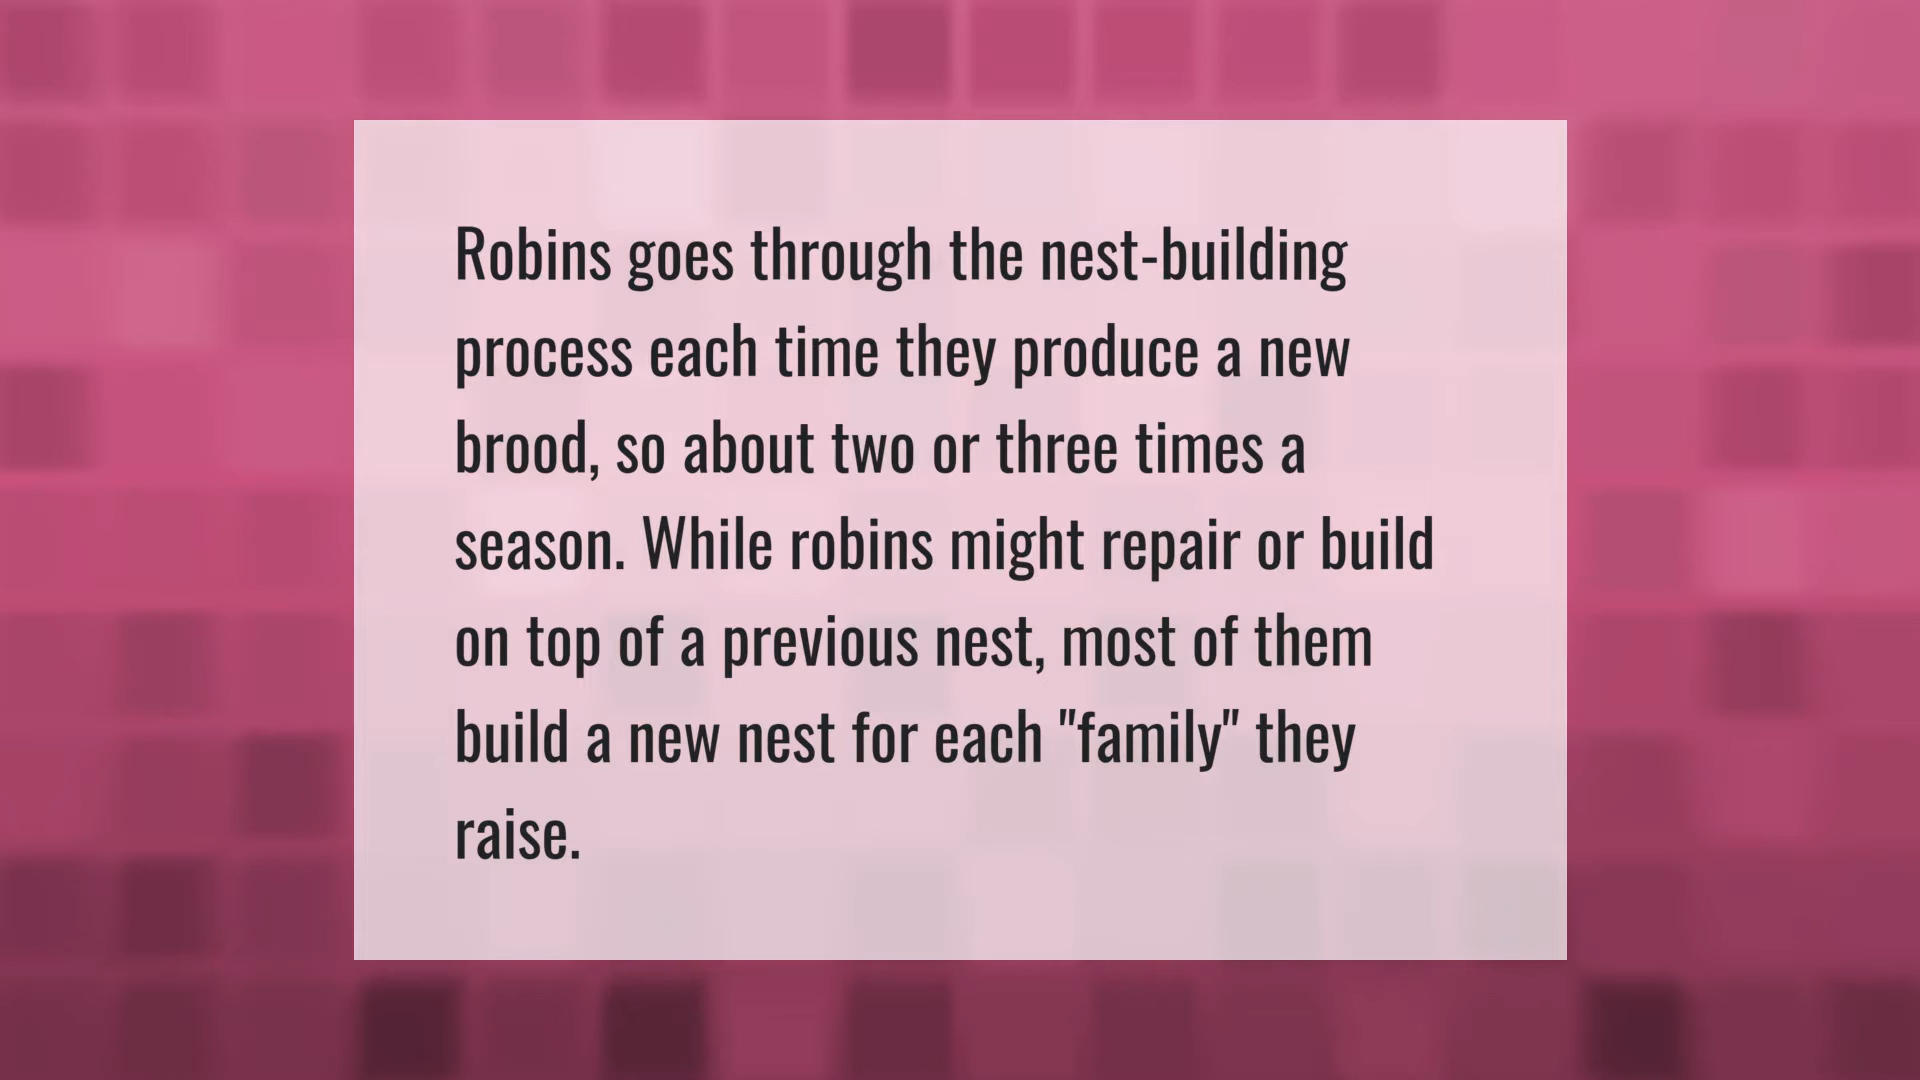 Robins goes through the nest-building
process each time they produce a new
brood, so about two or three times a
season. While robins might repair or build
on top of a previous nest, most of them
build a new nest for each "family" they
raise.